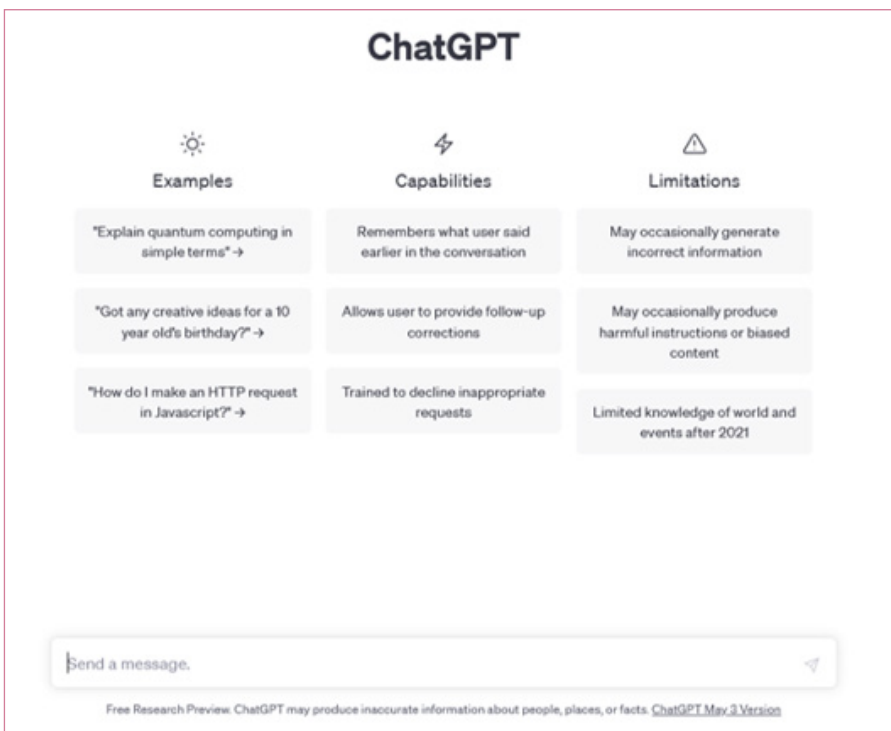 ChatGPT
Examples
"Explain quantum computing in
simple terms" →
"Got any creative ideas for a 10
year old's birthday?" →
"How do I make an HTTP request
in Javascript?" →
Capabilities
Remembers what user said
earlier in the conversation
Allows user to provide follow-up
corrections
Trained to decline inappropriate
requests
Limitations
May occasionally generate
incorrect information
May occasionally produce
harmful instructions or biased
content
Limited knowledge of world and
events after 2021
Send a message.
Free Research Preview. ChatGPT may produce inaccurate information about people, places, or facts. ChatGPT May 3 Version